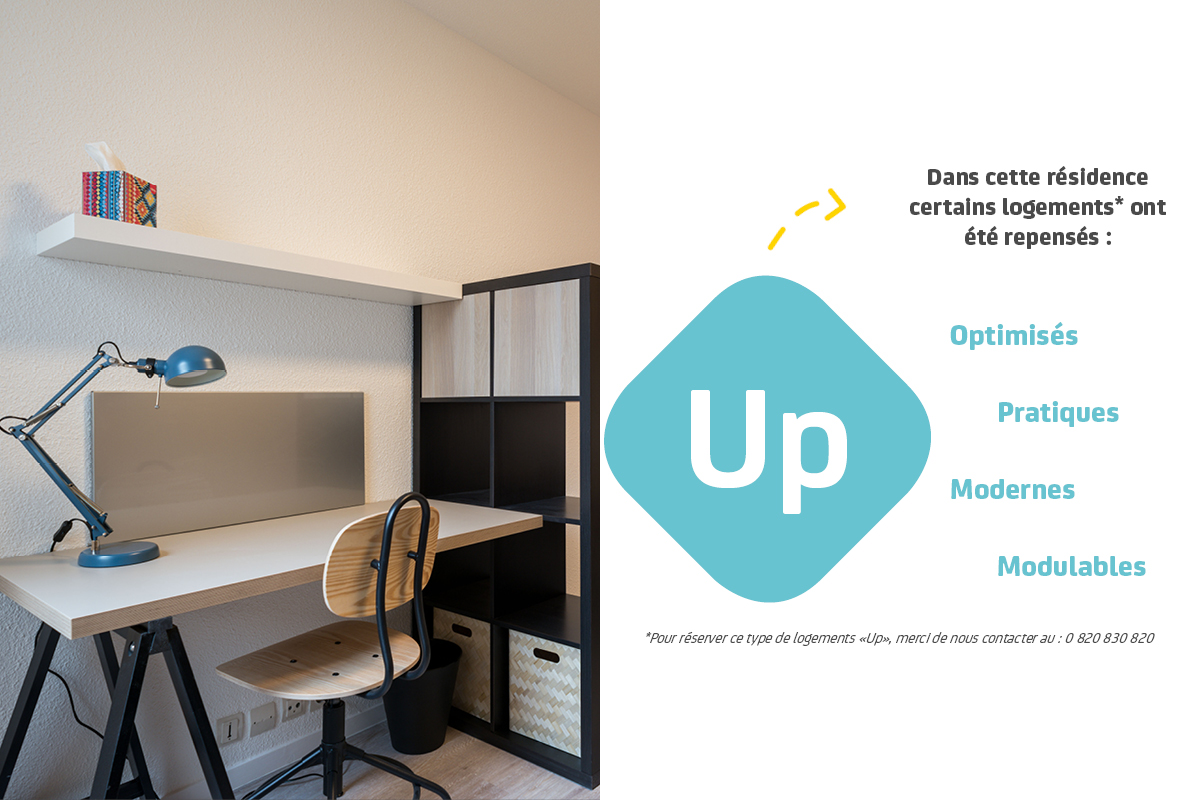 Dans cette résidence
certains logements* ont
été repensés :
Up
Optimisés
Pratiques
Modernes
Modulables
*Pour réserver ce type de logements «Up», merci de nous contacter au : 0 820 830 820